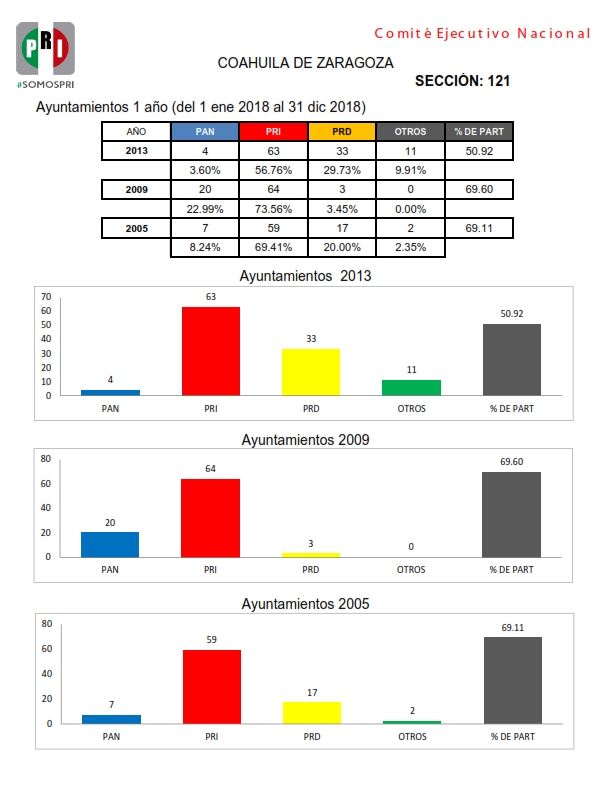 Comité Ejecutivo Nacional
PRI
#SOMOSPRI
COAHUILA DE ZARAGOZA
SECCIÓN: 121
Ayuntamientos 1 año (del 1 ene 2018 al 31 dic 2018)
AÑO PAN PRI PRD OTROS % DE PART
2013 4 63 33 11 50.92
3.60% 56.76% 29.73% 9.91%
2009 20 64 3 0 69.60
22.99% 73.56% 3.45% 0.00%
2005 7 59 17 2 69.11
8.24% 69.41% 20.00% 2.35%
Ayuntamientos 2013
70
60
50
40
30
20
10
0
4 63 33 11 50.92
PAN PRI PRD OTROS % DE PART
Ayuntamientos 2009
80
60
40
20
0
20 64 3 0 69.60
PAN PRI PRD OTROS % DE PART
Ayuntamientos 2005
80
60
40
20
0
7 59 17 2 69.11
PAN PRI PRD OTROS % DE PART